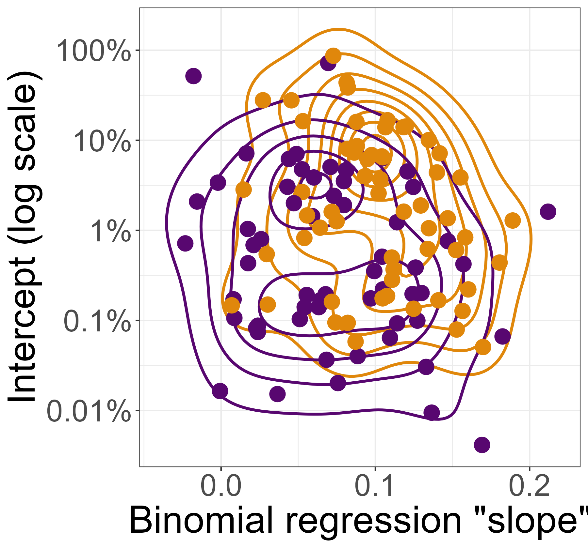 Intercept (log scale)
100%
10%
1%
0.1%
0.01%
0.0 0.1 0.2
Binomial regression "slope"